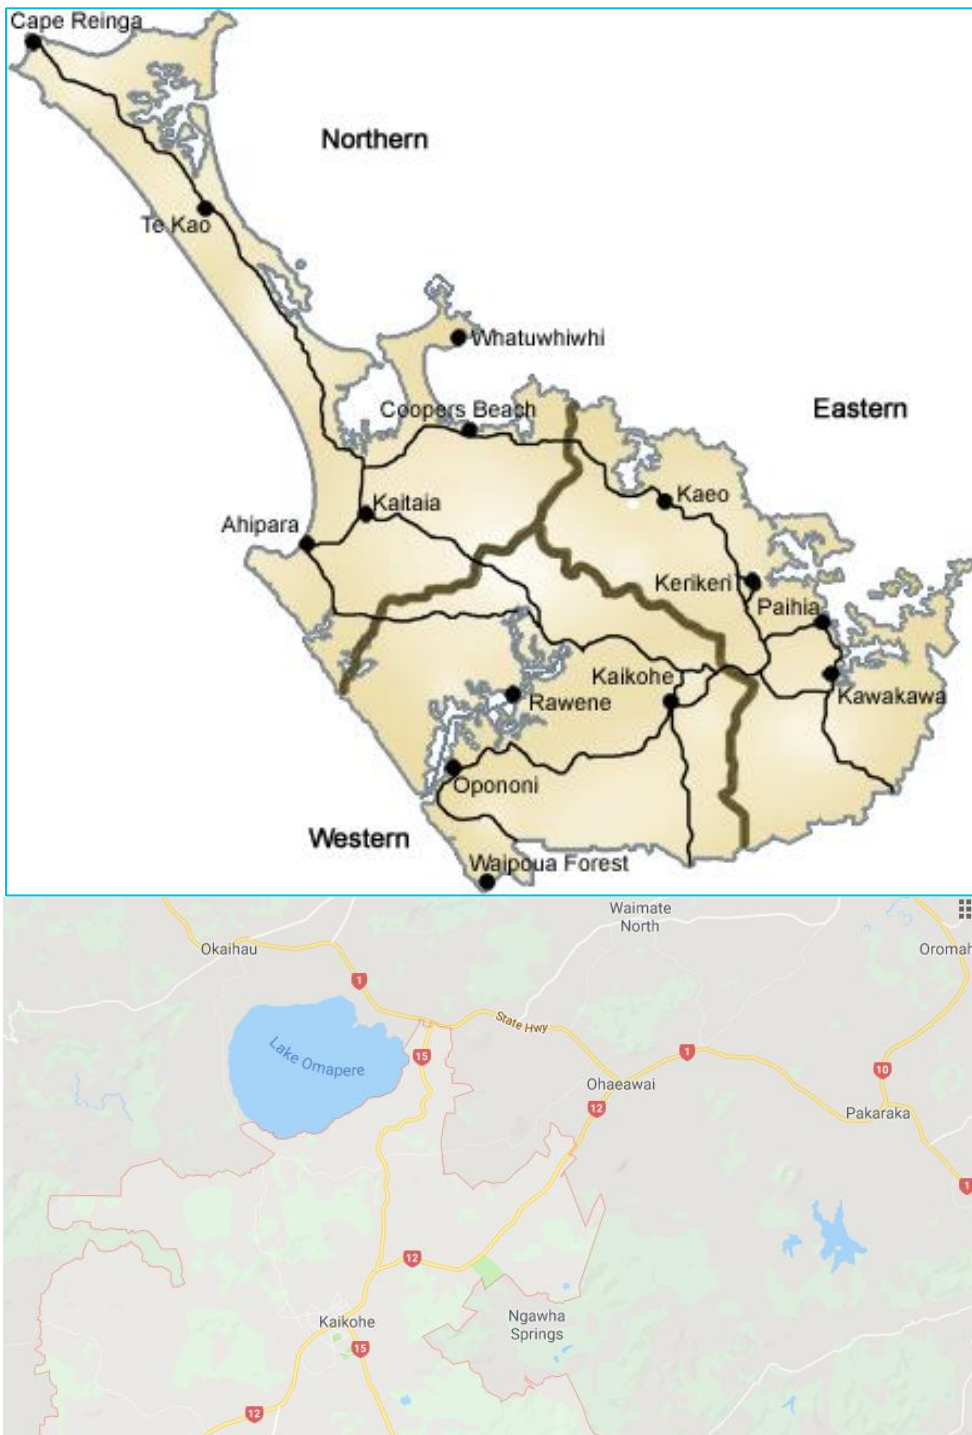 Cape Reinga
Northern
Te Kao
Whatuwhiwhi
Coopers Beach
Eastern
Kaeo
Kaitaia
Ahipara
Kerikeri
Paihia
Kaikohe
Rawene
Kawakawa
Opononi
Western
Waipoua Forest
Waimate
North
Okaihau
Oromah
1
State Hwy
Lake Omapere
15
1
10
Ohaeawai
12
Pakaraka
1
12
Ngawha
Springs
Kaikohe
15
12